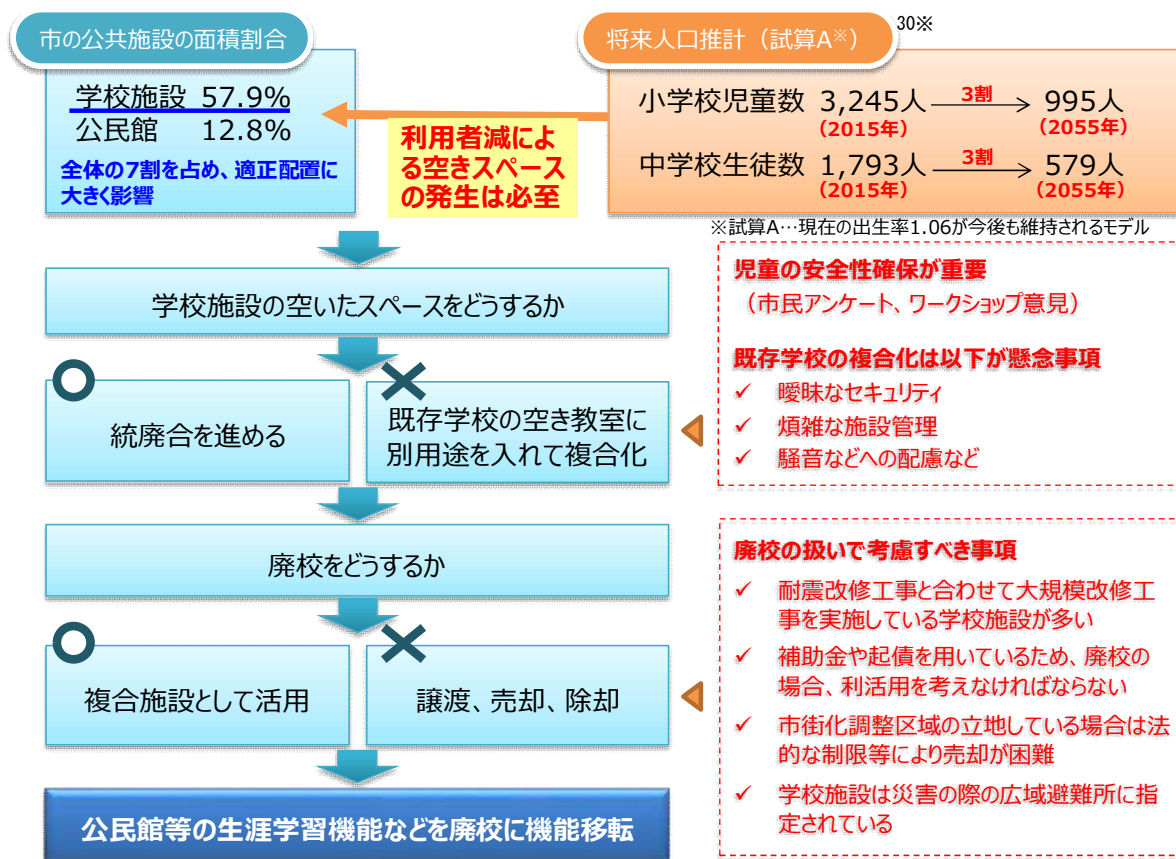 30※
市の公共施設の面積割合
学校施設 57.9%
公民館 12.8%
全体の7割を占め、適正配置に
大きく影響
利用者減によ
る空きスペース
の発生は必至
将来人口推計（試算A※）
小学校児童数 3,245人 3割 995人
(2015年) (2055年)
中学校生徒数 1,793人 3割 579人
(2015年) (2055年)
※試算A…現在の出生率1.06が今後も維持されるモデル
学校施設の空いたスペースをどうするか
統廃合を進める
既存学校の空き教室に
別用途を入れて複合化
児童の安全性確保が重要
（市民アンケート、ワークショップ意見）
既存学校の複合化は以下が懸念事項
✓ 曖昧なセキュリティ
✓ 煩雑な施設管理
✓ 騒音などへの配慮など
廃校をどうするか
複合施設として活用
譲渡、売却、除却
廃校の扱いで考慮すべき事項
✓ 耐震改修工事と合わせて大規模改修工
事を実施している学校施設が多い
✓ 補助金や起債を用いているため、廃校の
場合、利活用を考えなければならない
✓ 市街化調整区域の立地している場合は法
的な制限等により売却が困難
✓ 学校施設は災害の際の広域避難所に指
定されている
公民館等の生涯学習機能などを廃校に機能移転